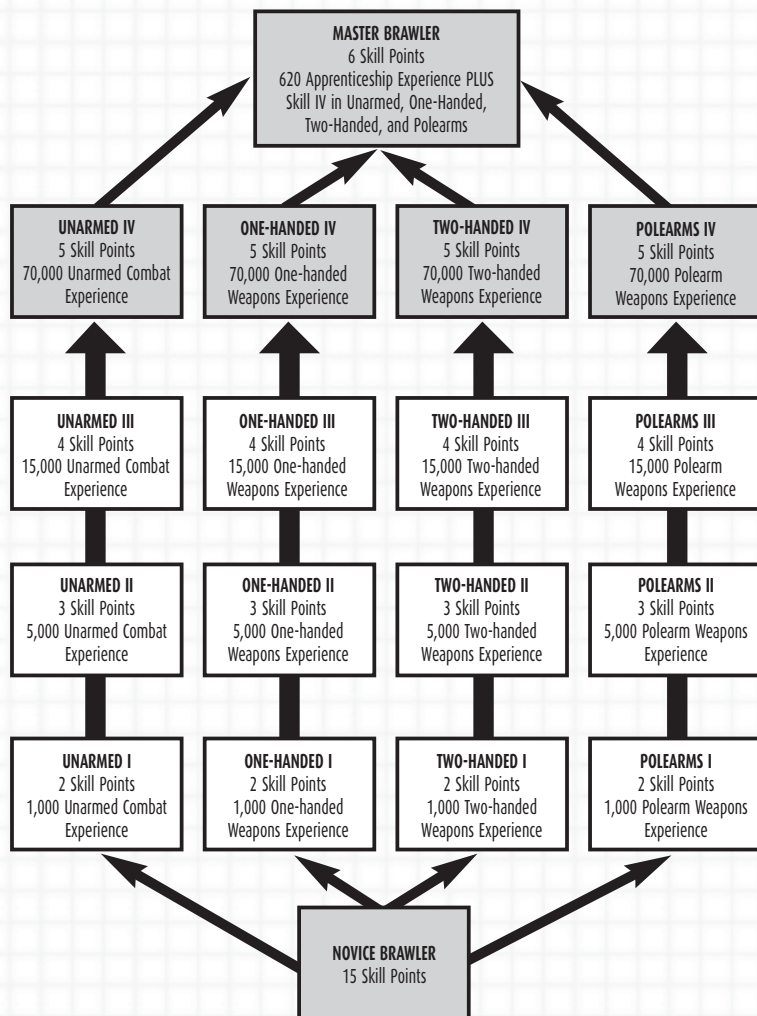 MASTER BRAWLER
6 Skill Points
620 Apprenticeship Experience PLUS
Skill IV in Unarmed, One-Handed,
Two-Handed, and Polearms
UNARMED IV
5 Skill Points
70,000 Unarmed Combat
Experience
ONE-HANDED IV
5 Skill Points
70,000 One-handed
Weapons Experience
TWO-HANDED IV
5 Skill Points
70,000 Two-handed
Weapons Experience
POLEARMS IV
5 Skill Points
70,000 Polearm
Weapons Experience
UNARMED III
4 Skill Points
15,000 Unarmed Combat
Experience
ONE-HANDED III
4 Skill Points
15,000 One-handed
Weapons Experience
TWO-HANDED III
4 Skill Points
15,000 Two-handed
Weapons Experience
POLEARMS III
4 Skill Points
15,000 Polearm
Weapons Experience
UNARMED II
3 Skill Points
5,000 Unarmed Combat
Experience
ONE-HANDED II
3 Skill Points
5,000 One-handed
Weapons Experience
TWO-HANDED II
3 Skill Points
5,000 Two-handed
Weapons Experience
POLEARMS II
3 Skill Points
5,000 Polearm Weapons
Experience
UNARMED I
2 Skill Points
1,000 Unarmed Combat
Experience
ONE-HANDED I
2 Skill Points
1,000 One-handed
Weapons Experience
TWO-HANDED I
2 Skill Points
1,000 Two-handed
Weapons Experience
POLEARMS I
2 Skill Points
1,000 Polearm Weapons
Experience
NOVICE BRAWLER
15 Skill Points